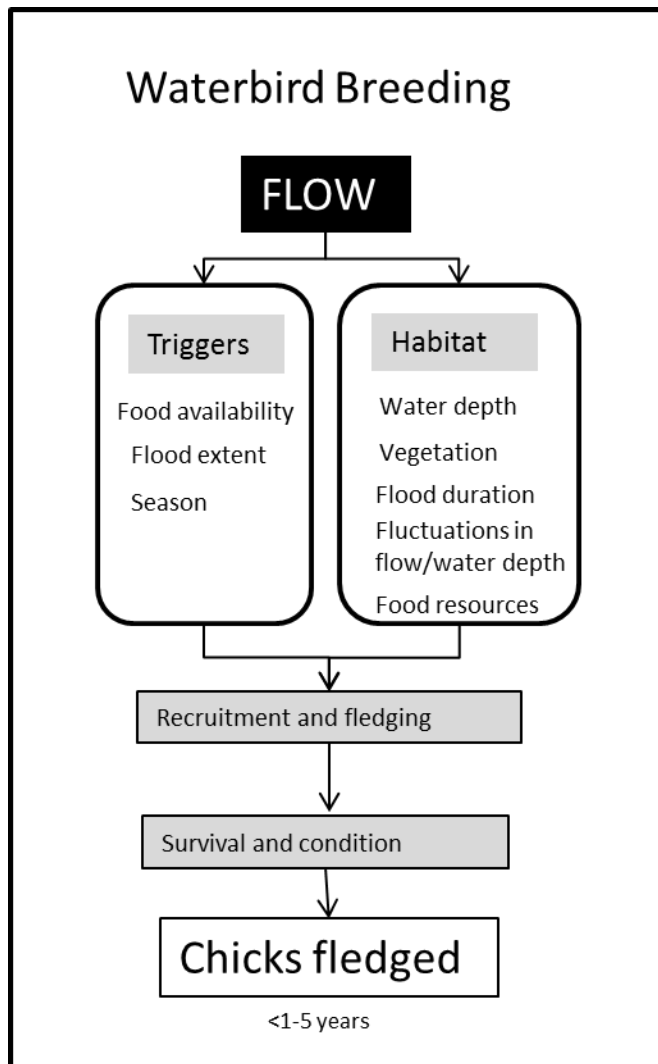 Waterbird Breeding
FLOW
Triggers
Food availability
Flood extent
Season
Habitat
Water depth
Vegetation
Flood duration
Fluctuations in
flow/water depth
Food resources
Recruitment and fledging
Survival and condition
Chicks fledged
<1-5 years